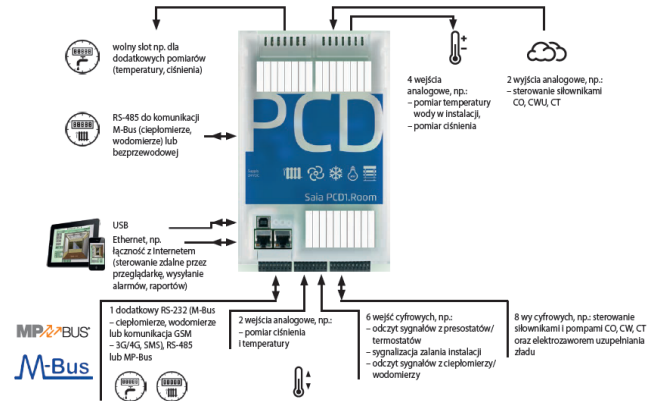 wolny slot np. dla
dodatkowych pomiarów
(temperatury, ciśnienia)
RS-485 do komunikacji
M-Bus (ciepłomierze,
wodomierze) lub
bezprzewodowej
USB
Ethernet, np.
łączność z Internetem
(sterowanie zdalne przez
przeglądarkę, wysyłanie
alarmów, raportów)
PCD
Saia PCD1.Room
4 wejścia
analogowe, np.:
– pomiar temperatury
wody w instalacji,
– pomiar ciśnienia
2 wyjścia analogowe, np.:
– sterowanie siłownikami
CO, CWU, CT
MP BUS
M-Bus
1 dodatkowy RS-232 (M-Bus
– ciepłomierze, wodomierze
lub komunikacja GSM
– 3G/4G, SMS), RS-485
lub MP-Bus
2 wejścia analogowe, np.:
– pomiar ciśnienia
i temperatury
6 wejść cyfrowych, np.:
– odczyt sygnałów z presostatów/
termostatów
– sygnalizacja zalania instalacji
– odczyt sygnałów z ciepłomierzy/
wodomierzy
8 wy cyfrowych, np.: sterowanie
siłownikami i pompami CO, CW, CT
oraz elektrozaworem uzupełniania
zładu